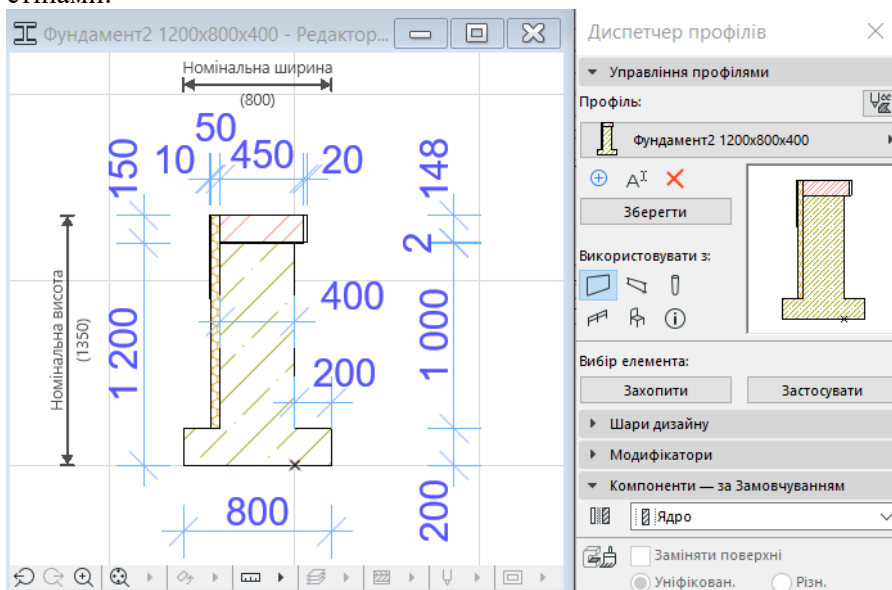 стінами.
Фундамент2 1200x800x400 - Редактор...
Номінальна ширина
(800)
50
10
450
20
150
148
2
Номінальна висота
(1350)
400
1 200
1 000
200
800
200
Диспетчер профілів
Управління профілями
Профіль:
Фундамент2 1200x800x400
Зберегти
Використовувати з:
Вибір елемента:
Захопити
Застосувати
Шари дизайну
Модифікатори
Компоненти — за Замовчуванням
Ядро
Заміняти поверхні
Уніфікован.
Різн.